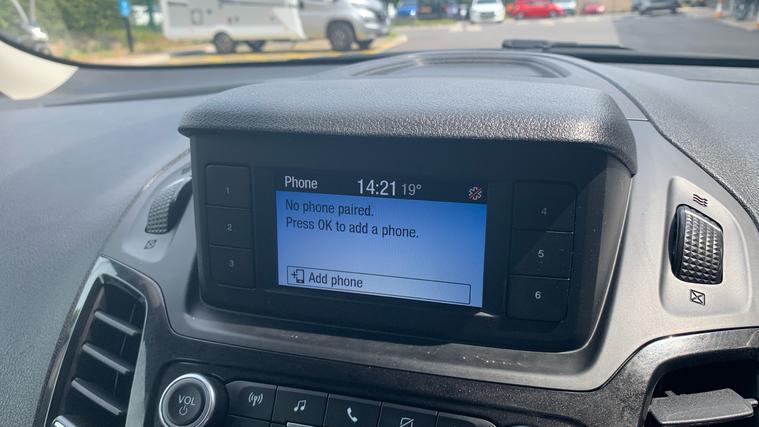 Phone 14:21 19°
No phone paired.
Press OK to add a phone.
Add phone
1
2
3
4
5
6
VOL